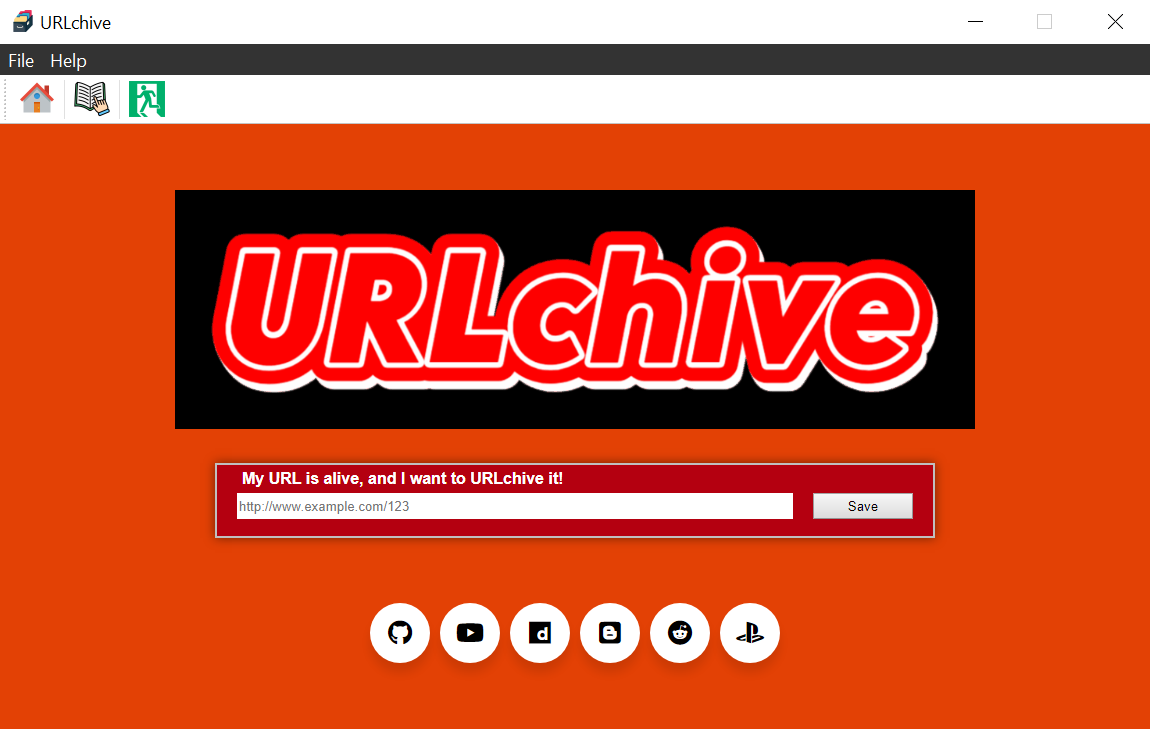 URLchive
File Help
URLchive
My URL is alive, and I want to URLchive it!
http://www.example.com/123 Save